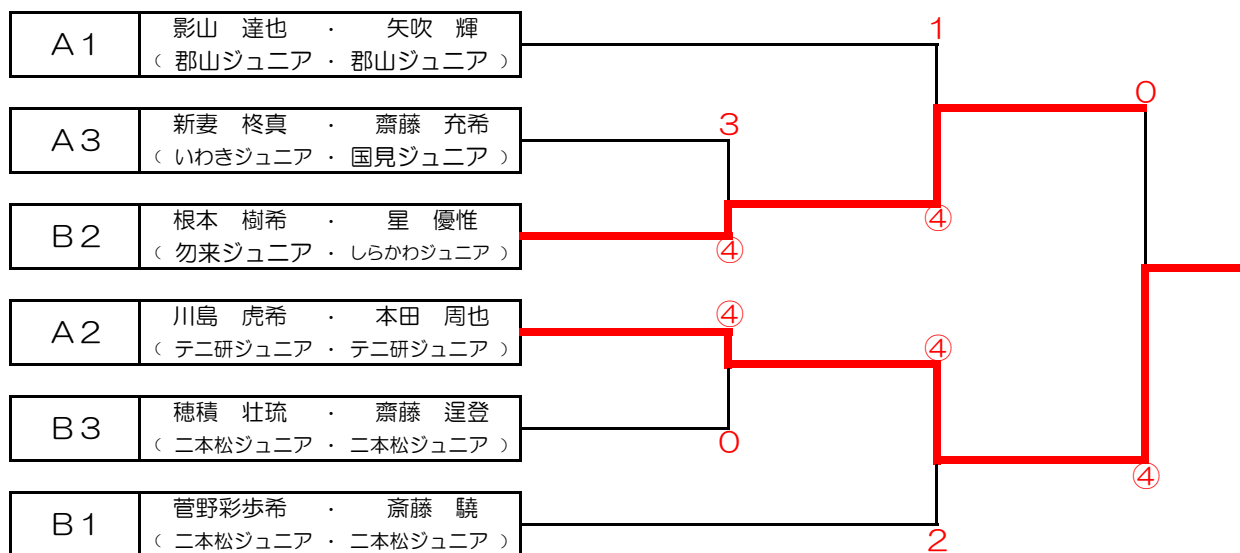 A1
影山　達也　・　矢吹　輝
（ 郡山ジュニア ・ 郡山ジュニア ）
1
0
A3
新妻　柊真　・　齋藤　充希
（ いわきジュニア ・ 国見ジュニア ）
3
B2
根本　樹希　・　星　優惟
（ 勿来ジュニア ・ しらかわジュニア ）
④
④
A2
川島　虎希　・　本田　周也
（ テニ研ジュニア ・ テニ研ジュニア ）
④
④
B3
穂積　壮琉　・　齋藤　逞登
（ 二本松ジュニア ・ 二本松ジュニア ）
0
④
B1
菅野彩歩希　・　斎藤　驍
（ 二本松ジュニア ・ 二本松ジュニア ）
2